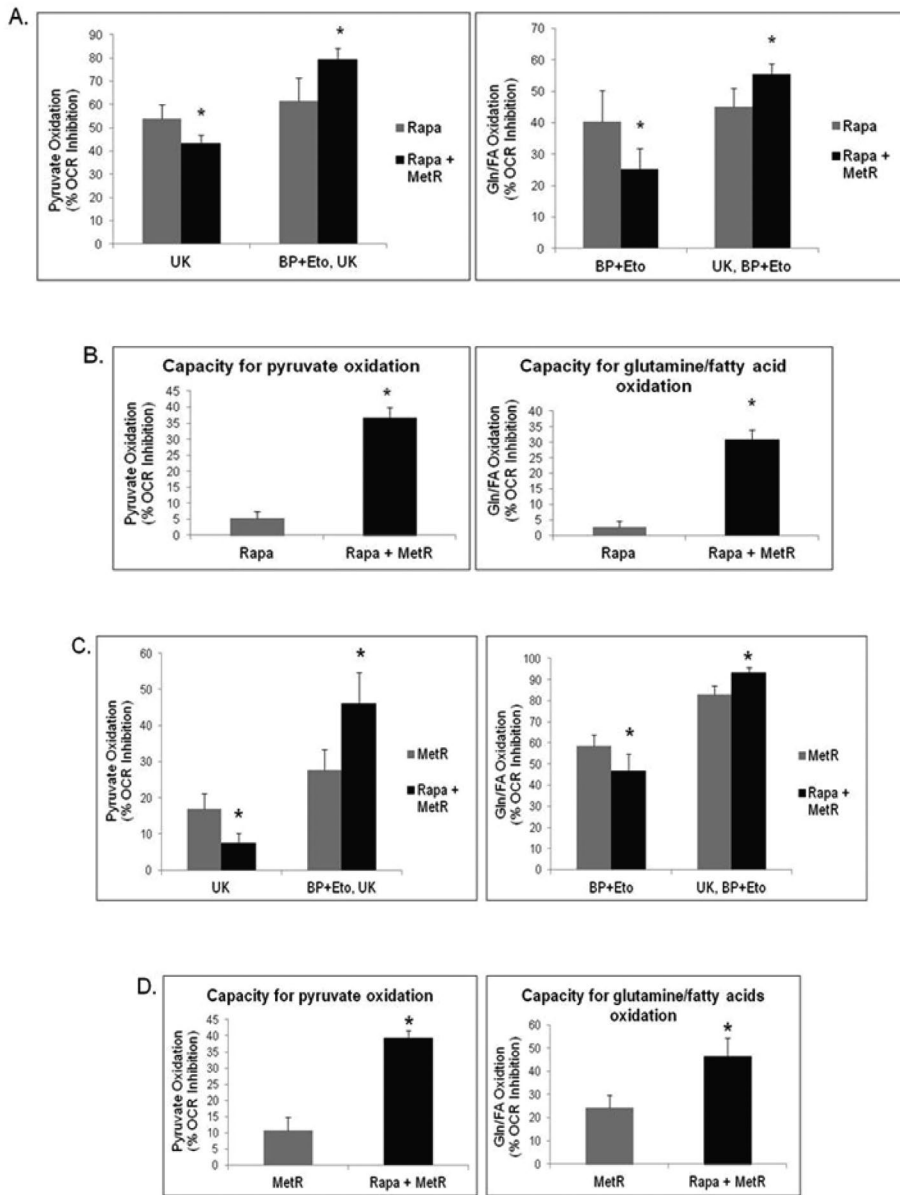 A.
Pyruvate Oxidation
(% OCR Inhibition)
90
80
70
60
50
40
30
20
10
0
*
*
UK
BP+Eto, UK
Rapa
Rapa +
MetR
Gln/FA Oxidation
(% OCR Inhibition)
70
60
50
40
30
20
10
0
*
*
BP+Eto
UK, BP+Eto
Rapa
Rapa +
MetR
B.
Capacity for pyruvate oxidation
Pyruvate Oxidation
(% OCR Inhibition)
45
40
35
30
25
20
15
10
5
0
*
Rapa
Rapa + MetR
Capacity for glutamine/fatty acid
oxidation
Gln/FA Oxidation
(% OCR Inhibition)
40
35
30
25
20
15
10
5
0
*
Rapa
Rapa + MetR
C.
Pyruvate Oxidation
(% OCR Inhibition)
60
50
40
30
20
10
0
*
*
UK
BP+Eto, UK
MetR
Rapa +
MetR
Gln/FA Oxidation
(% OCR Inhibition)
100
90
80
70
60
50
40
30
20
10
0
*
*
BP+Eto
UK, BP+Eto
MetR
Rapa +
MetR
D.
Capacity for pyruvate oxidation
Pyruvate Oxidation
(% OCR Inhibition)
45
40
35
30
25
20
15
10
5
0
*
MetR
Rapa + MetR
Capacity for glutamine/fatty acids
oxidation
Gln/FA Oxidtion
(% OCR Inhibition)
60
50
40
30
20
10
0
*
MetR
Rapa + MetR